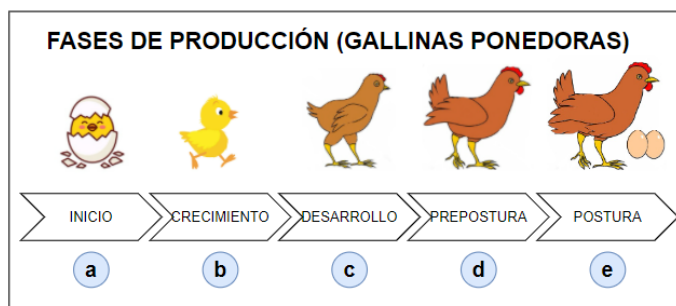 FASES DE PRODUCCIÓN (GALLINAS PONEDORAS)
INICIO
CRECIMIENTO
DESARROLLO
PREPOSTURA
POSTURA
a
b
c
d
e